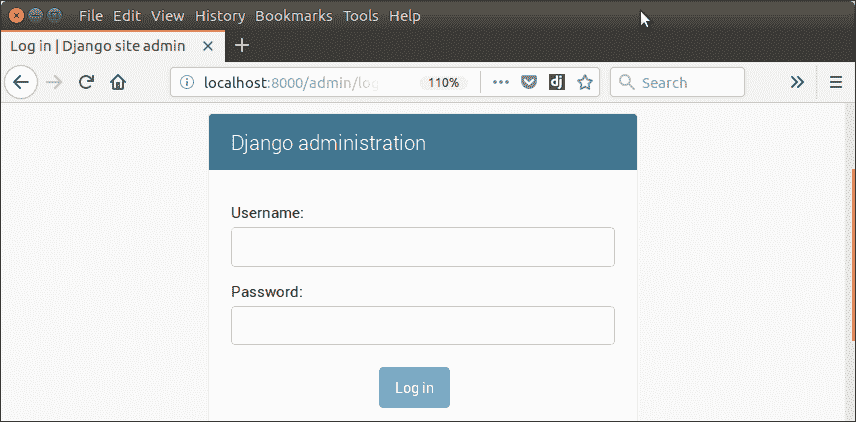 File Edit View History Bookmarks Tools Help
Log in | Django site admin
localhost:8000/admin/log 110% dj Search
Django administration
Username:
Password:
Log in